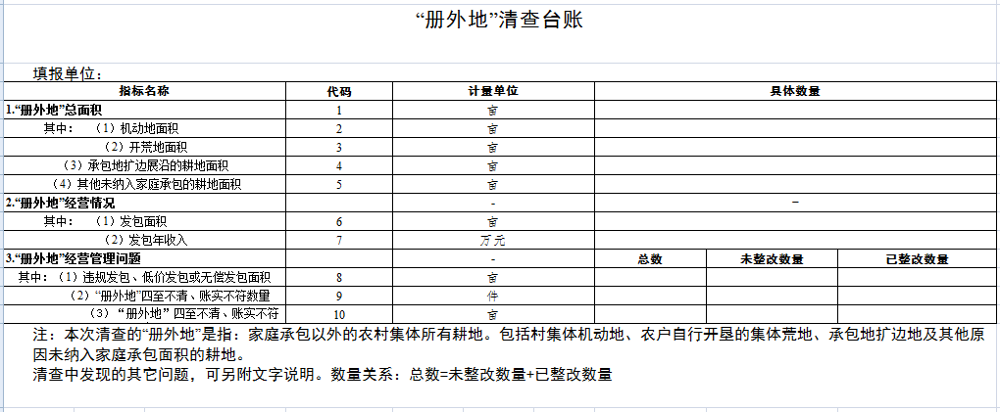 “册外地”清查台账
填报单位：
指标名称 代码 计量单位 具体数量
1.“册外地”总面积 1 亩
其中： （1）机动地面积 2 亩
（2）开荒地面积 3 亩
（3）承包地扩边展沿的耕地面积 4 亩
（4）其他未纳入家庭承包的耕地面积 5 亩
2.“册外地”经营情况 - －
其中： （1）发包面积 6 亩
（2）发包年收入 7 万元
3.“册外地”经营管理问题 - 总数 未整改数量 已整改数量
其中：（1）违规发包、低价发包或无偿发包面积 8 亩
（2）“册外地”四至不清、账实不符数量 9 件
（3）“册外地”四至不清、账实不符 10 亩
注：本次清查的“册外地”是指：家庭承包以外的农村集体所有耕地。包括村集体机动地、农户自行开垦的集体荒地、承包地扩边地及其他原
因未纳入家庭承包面积的耕地。
清查中发现的其它问题，可另附文字说明。数量关系：总数=未整改数量+已整改数量